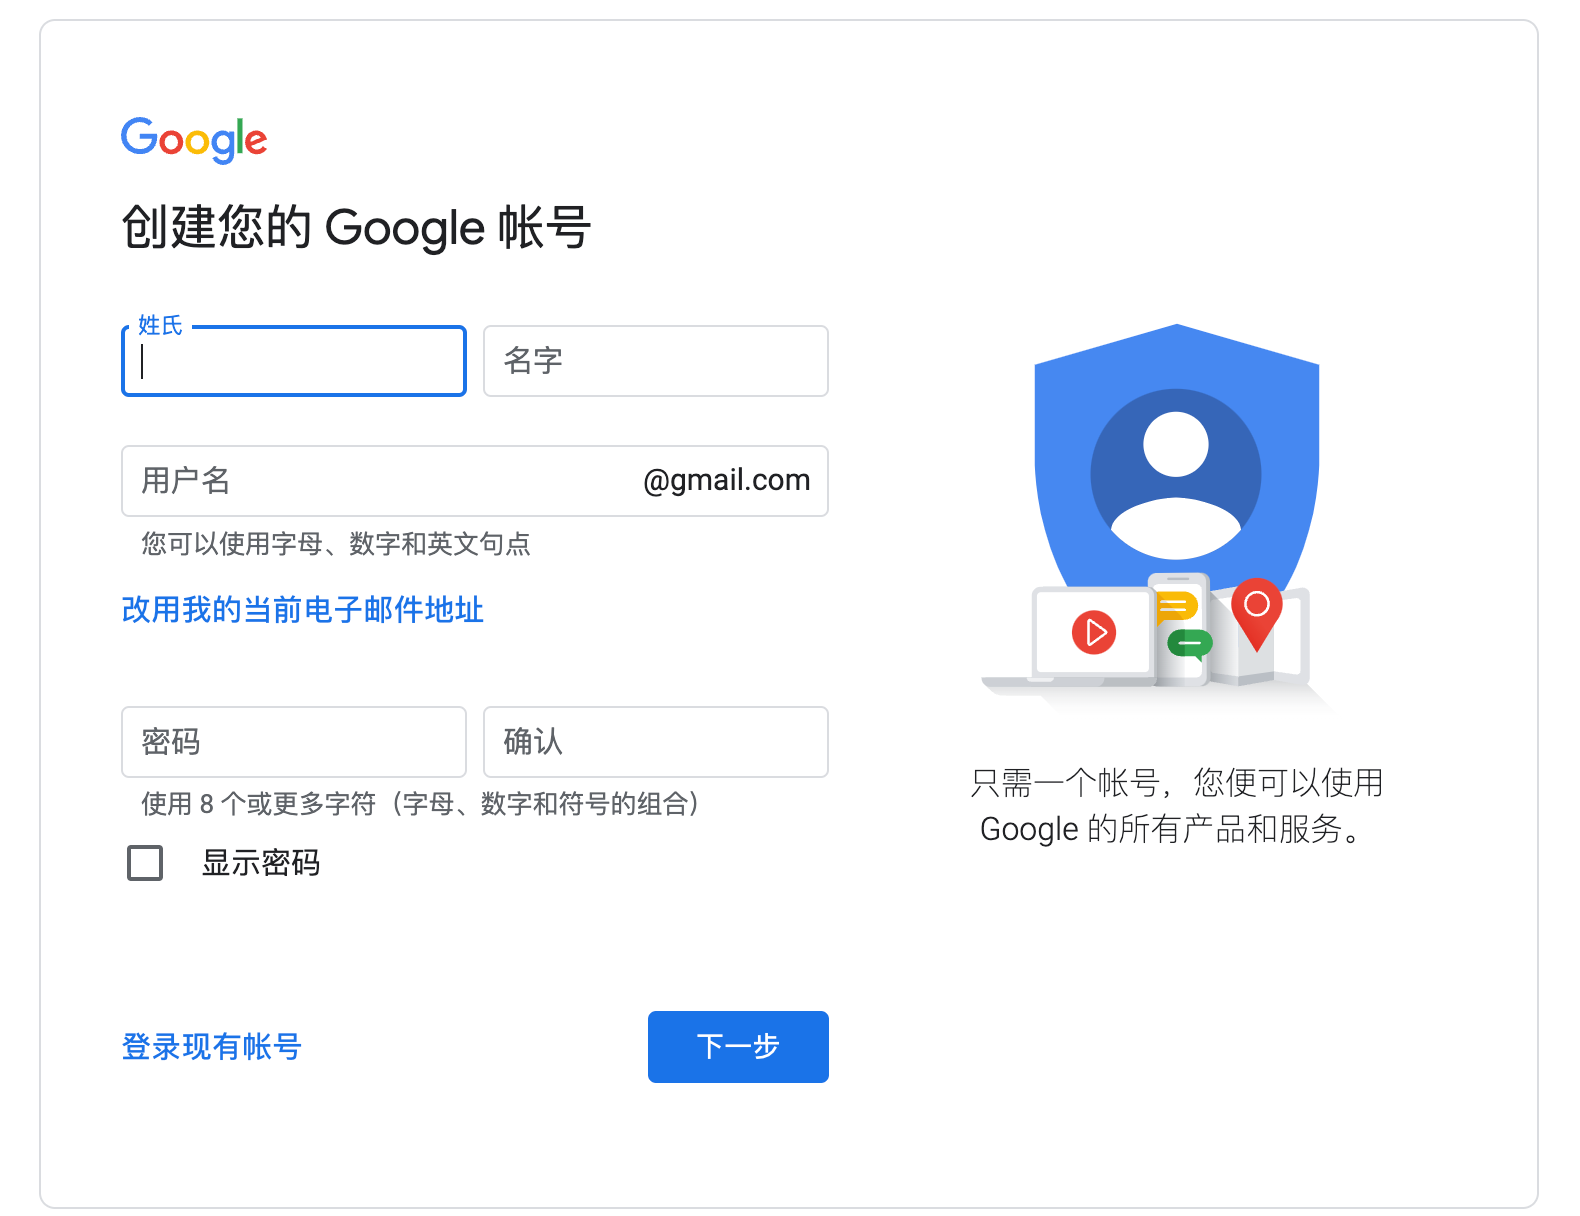 Google
创建您的 Google 帐号
姓氏
名字
用户名
@gmail.com
您可以使用字母、数字和英文句点
改用我的当前电子邮件地址
密码
确认
使用 8 个或更多字符（字母、数字和符号的组合）
显示密码
登录现有帐号
下一步
只需一个帐号，您便可以使用
Google 的所有产品和服务。